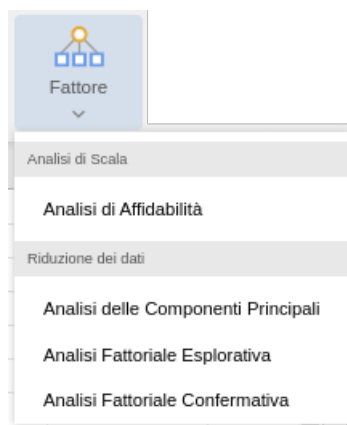 Fattore
Analisi di Scala
Analisi di Affidabilità
Riduzione dei dati
Analisi delle Componenti Principali
Analisi Fattoriale Esplorativa
Analisi Fattoriale Confermativa